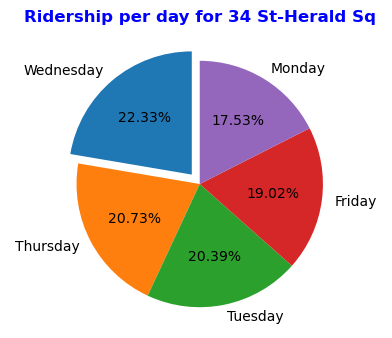 Ridership per day for 34 St-Herald Sq
Wednesday
22.33%
Thursday
20.73%
Tuesday
20.39%
Friday
19.02%
Monday
17.53%